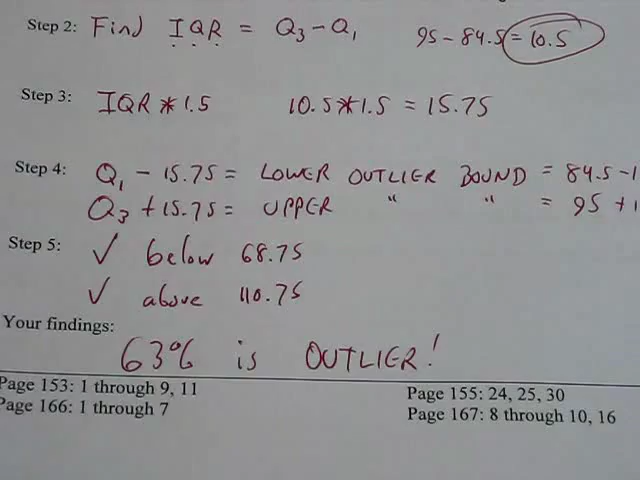 Step 2: Find IQR = Q₃ - Q₁ 95 - 84.5 = 10.5
Step 3: IQR * 1.5 10.5 * 1.5 = 15.75
Step 4: Q₁ - 15.75 = LOWER OUTLIER BOUND = 84.5 - 1
Q₃ + 15.75 = UPPER " " = 95 + 1
Step 5: ✓ below 68.75
✓ above 110.75
Your findings:
63% is OUTLIER!
Page 153: 1 through 9, 11 Page 155: 24, 25, 30
Page 166: 1 through 7 Page 167: 8 through 10, 16